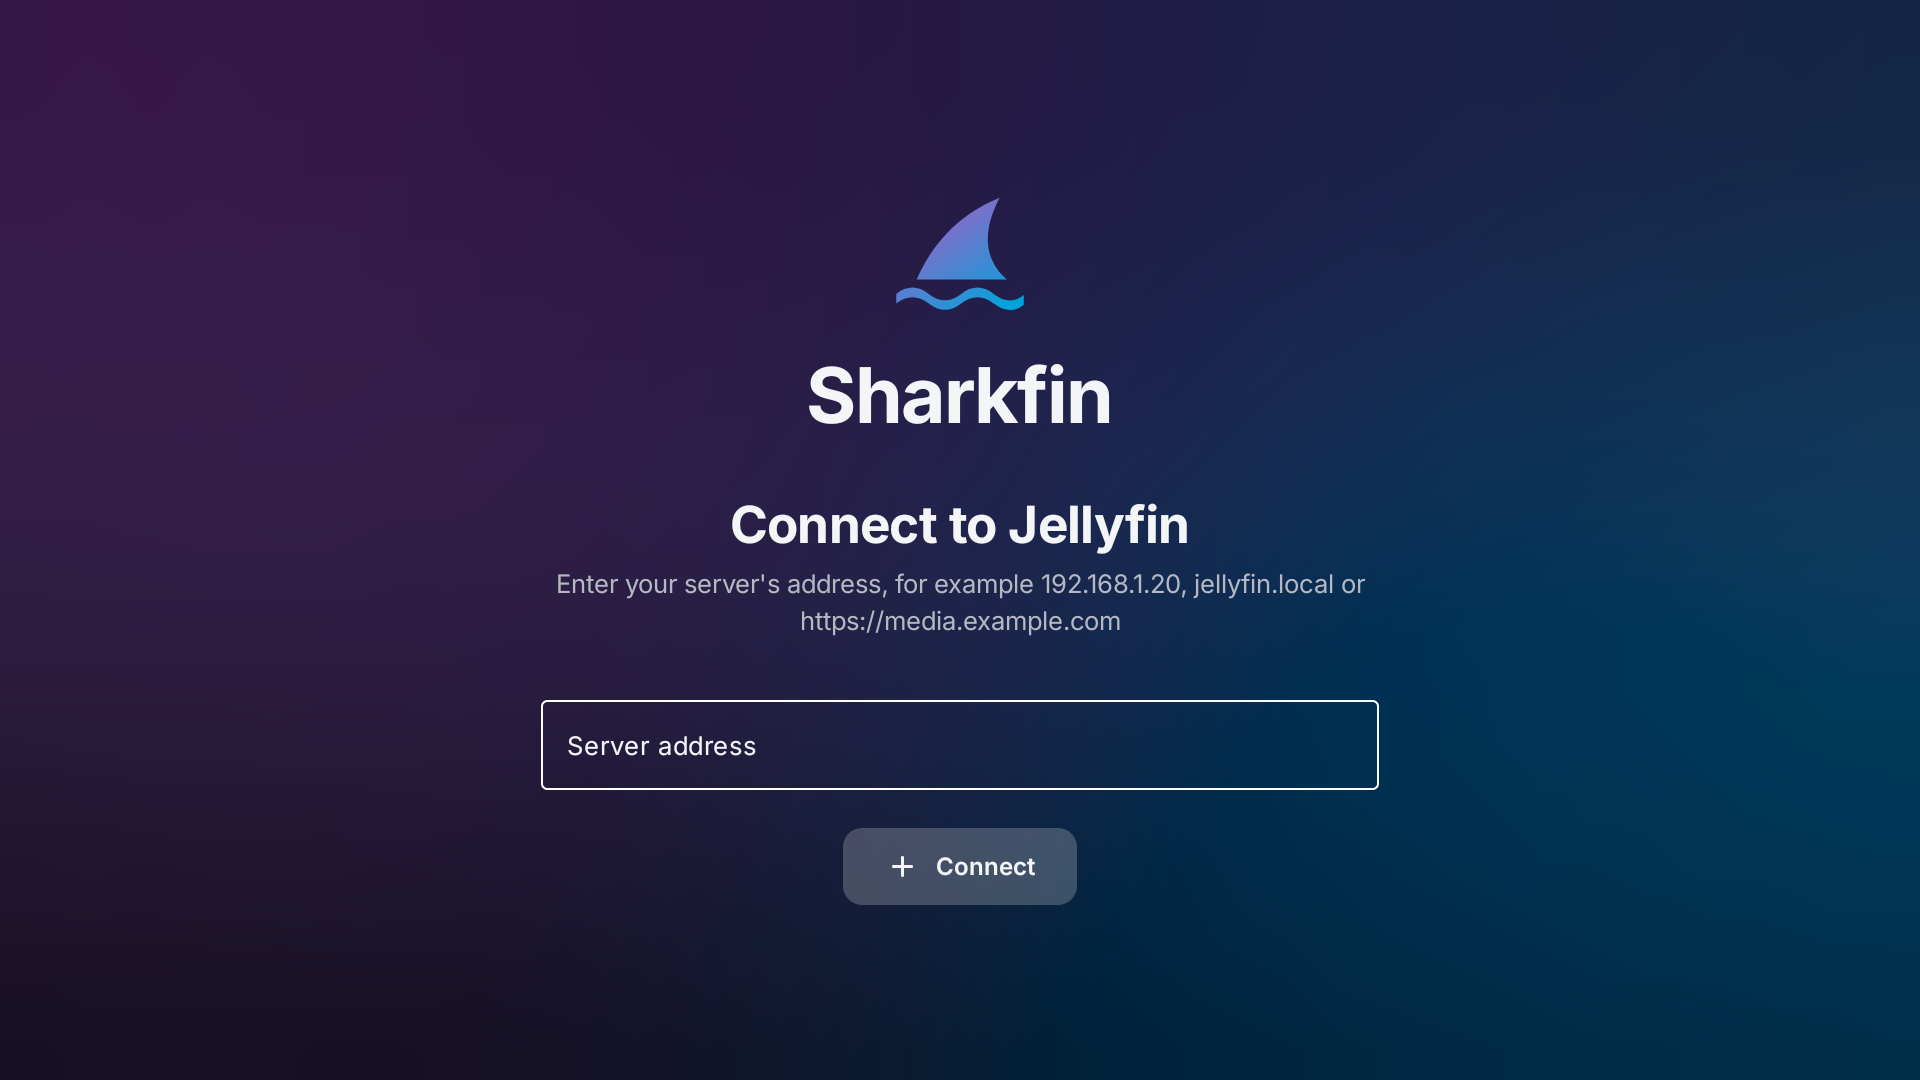 Sharkfin
Connect to Jellyfin
Enter your server's address, for example 192.168.1.20, jellyfin.local or
https://media.example.com
Server address
Connect